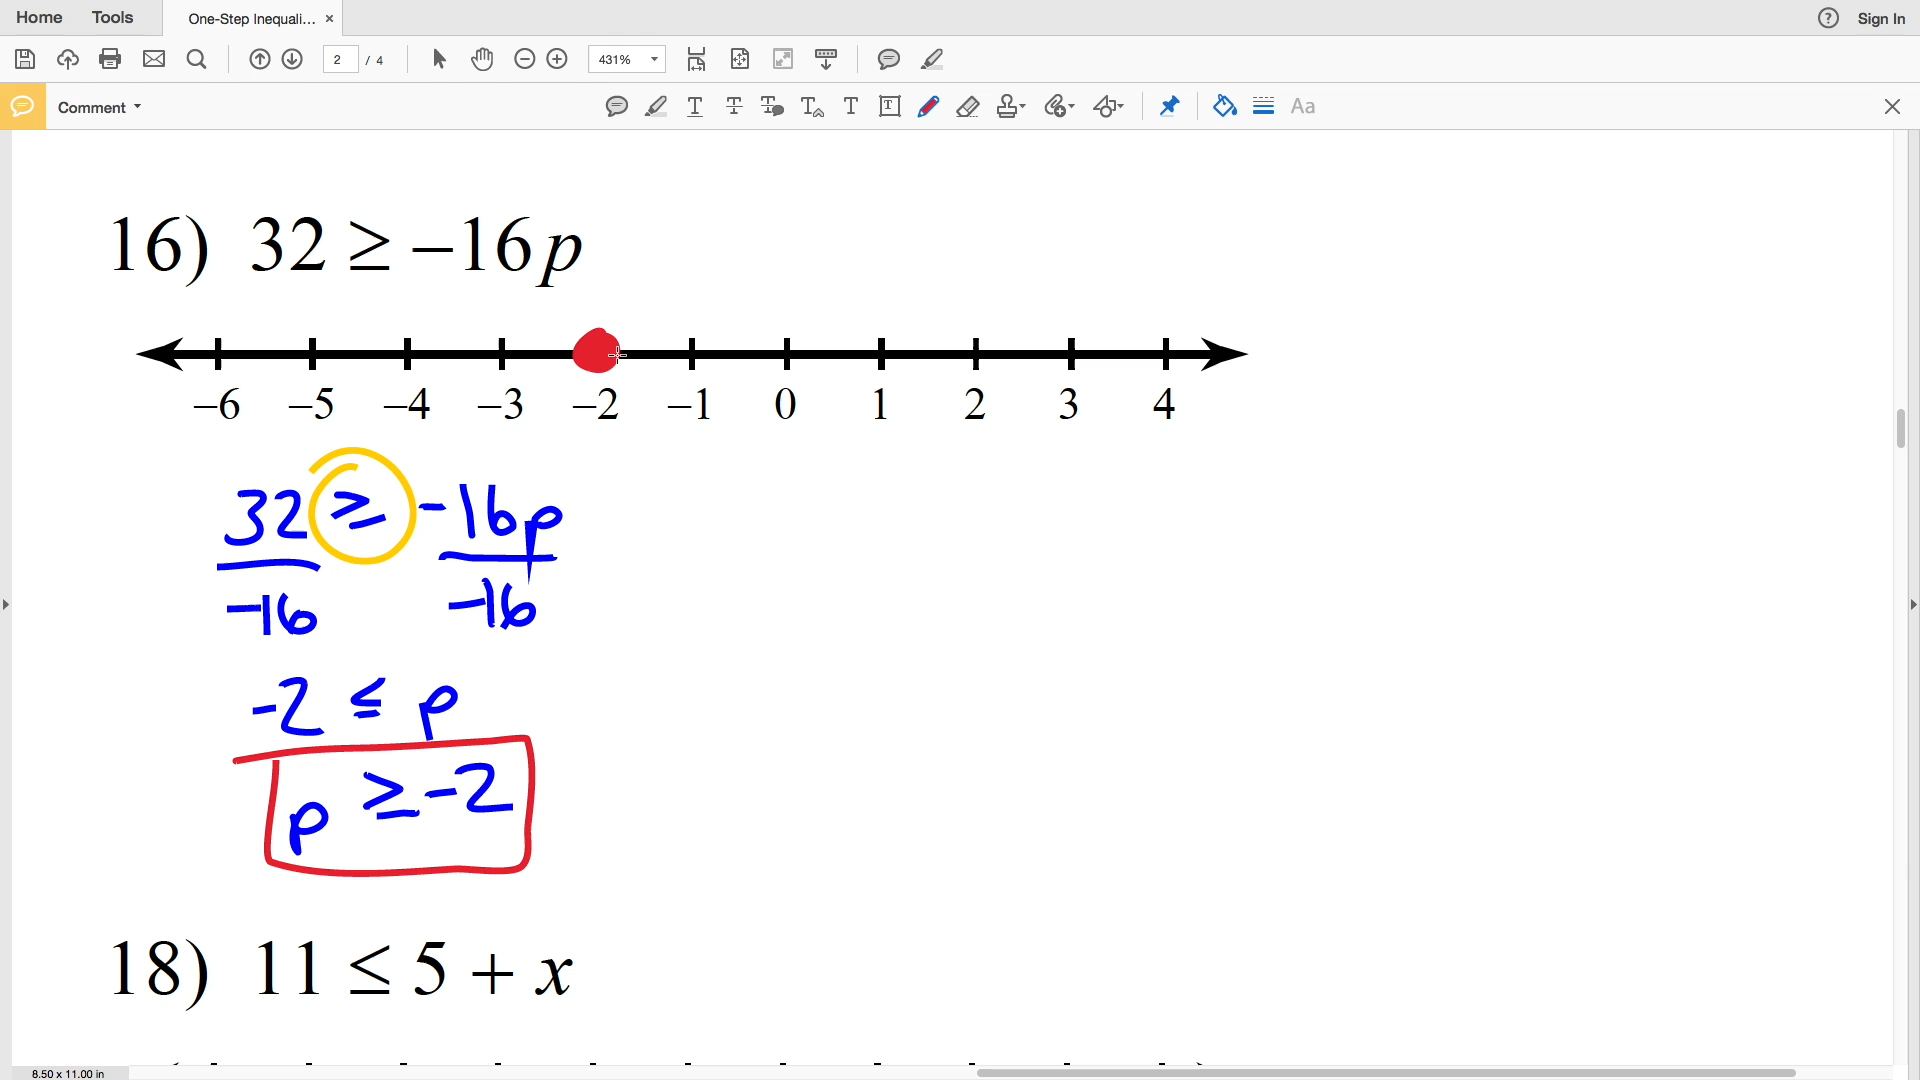 Home Tools One-Step Inequali... × ? Sign In
2 / 4 431%
Comment Aa
16) 32 ≥ −16p
−6 −5 −4 −3 −2 −1 0 1 2 3 4
32 ≥ -16p
-16 -16
-2 ≤ p
p ≥ -2
18) 11 ≤ 5 + x
8.50 x 11.00 in